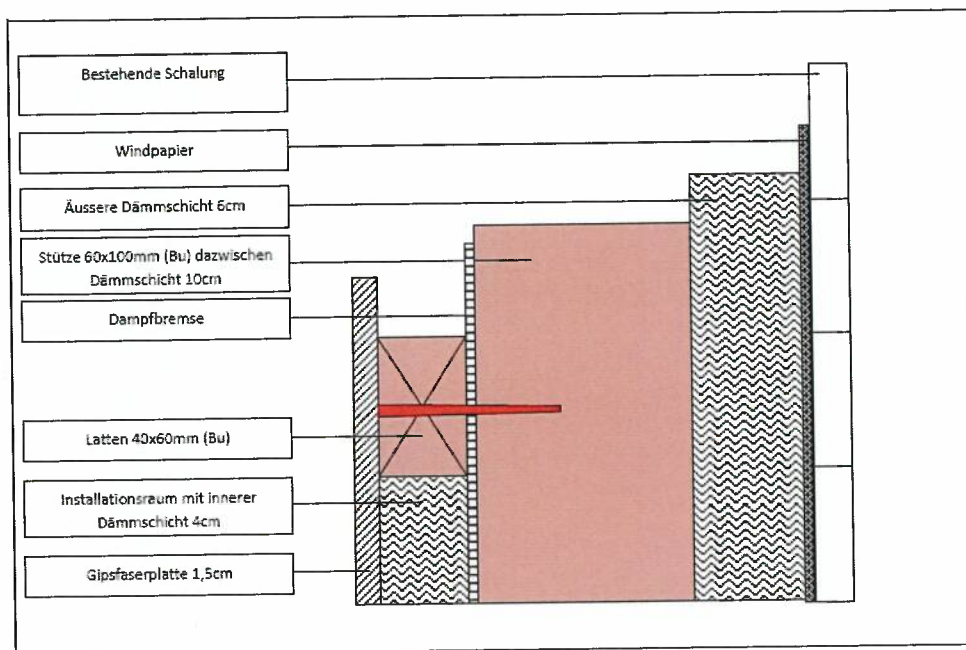 Bestehende Schalung
Windpapier
Äussere Dämmschicht 6cm
Stütze 60x100mm (Bu) dazwischen
Dämmschicht 10cm
Dampfbremse
Latten 40x60mm (Bu)
Installationsraum mit innerer
Dämmschicht 4cm
Gipsfaserplatte 1,5cm